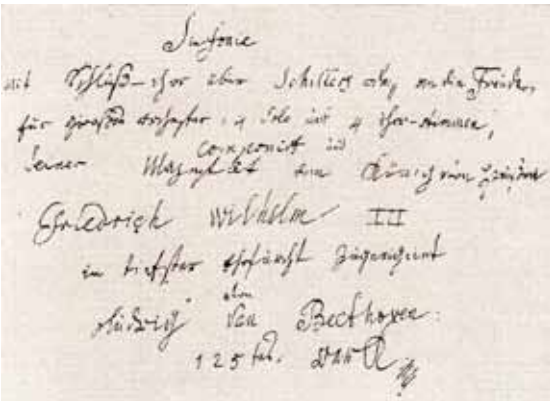 Sinfonie
mit Schluß-chor über Schillers ode, an die Freude,
für großes orchester, 4 Solo und 4 chor-stimmen,
componirt und
Seiner Majestät dem König von Preußen
Friedrich Wilhelm III
in tiefster Ehrfurcht zugeeignet
von
Ludwig van Beethoven
125tes Werk